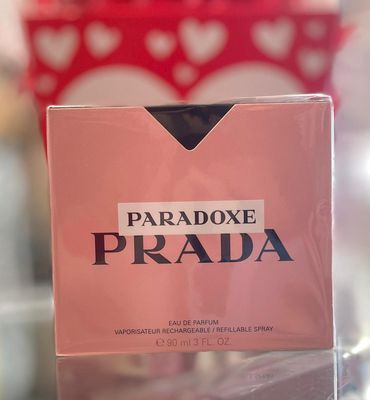 PARADOXE
PRADA
EAU DE PARFUM
VAPORISATEUR RECHARGEABLE / REFILLABLE SPRAY
℮ 90 ml 3 FL. OZ.